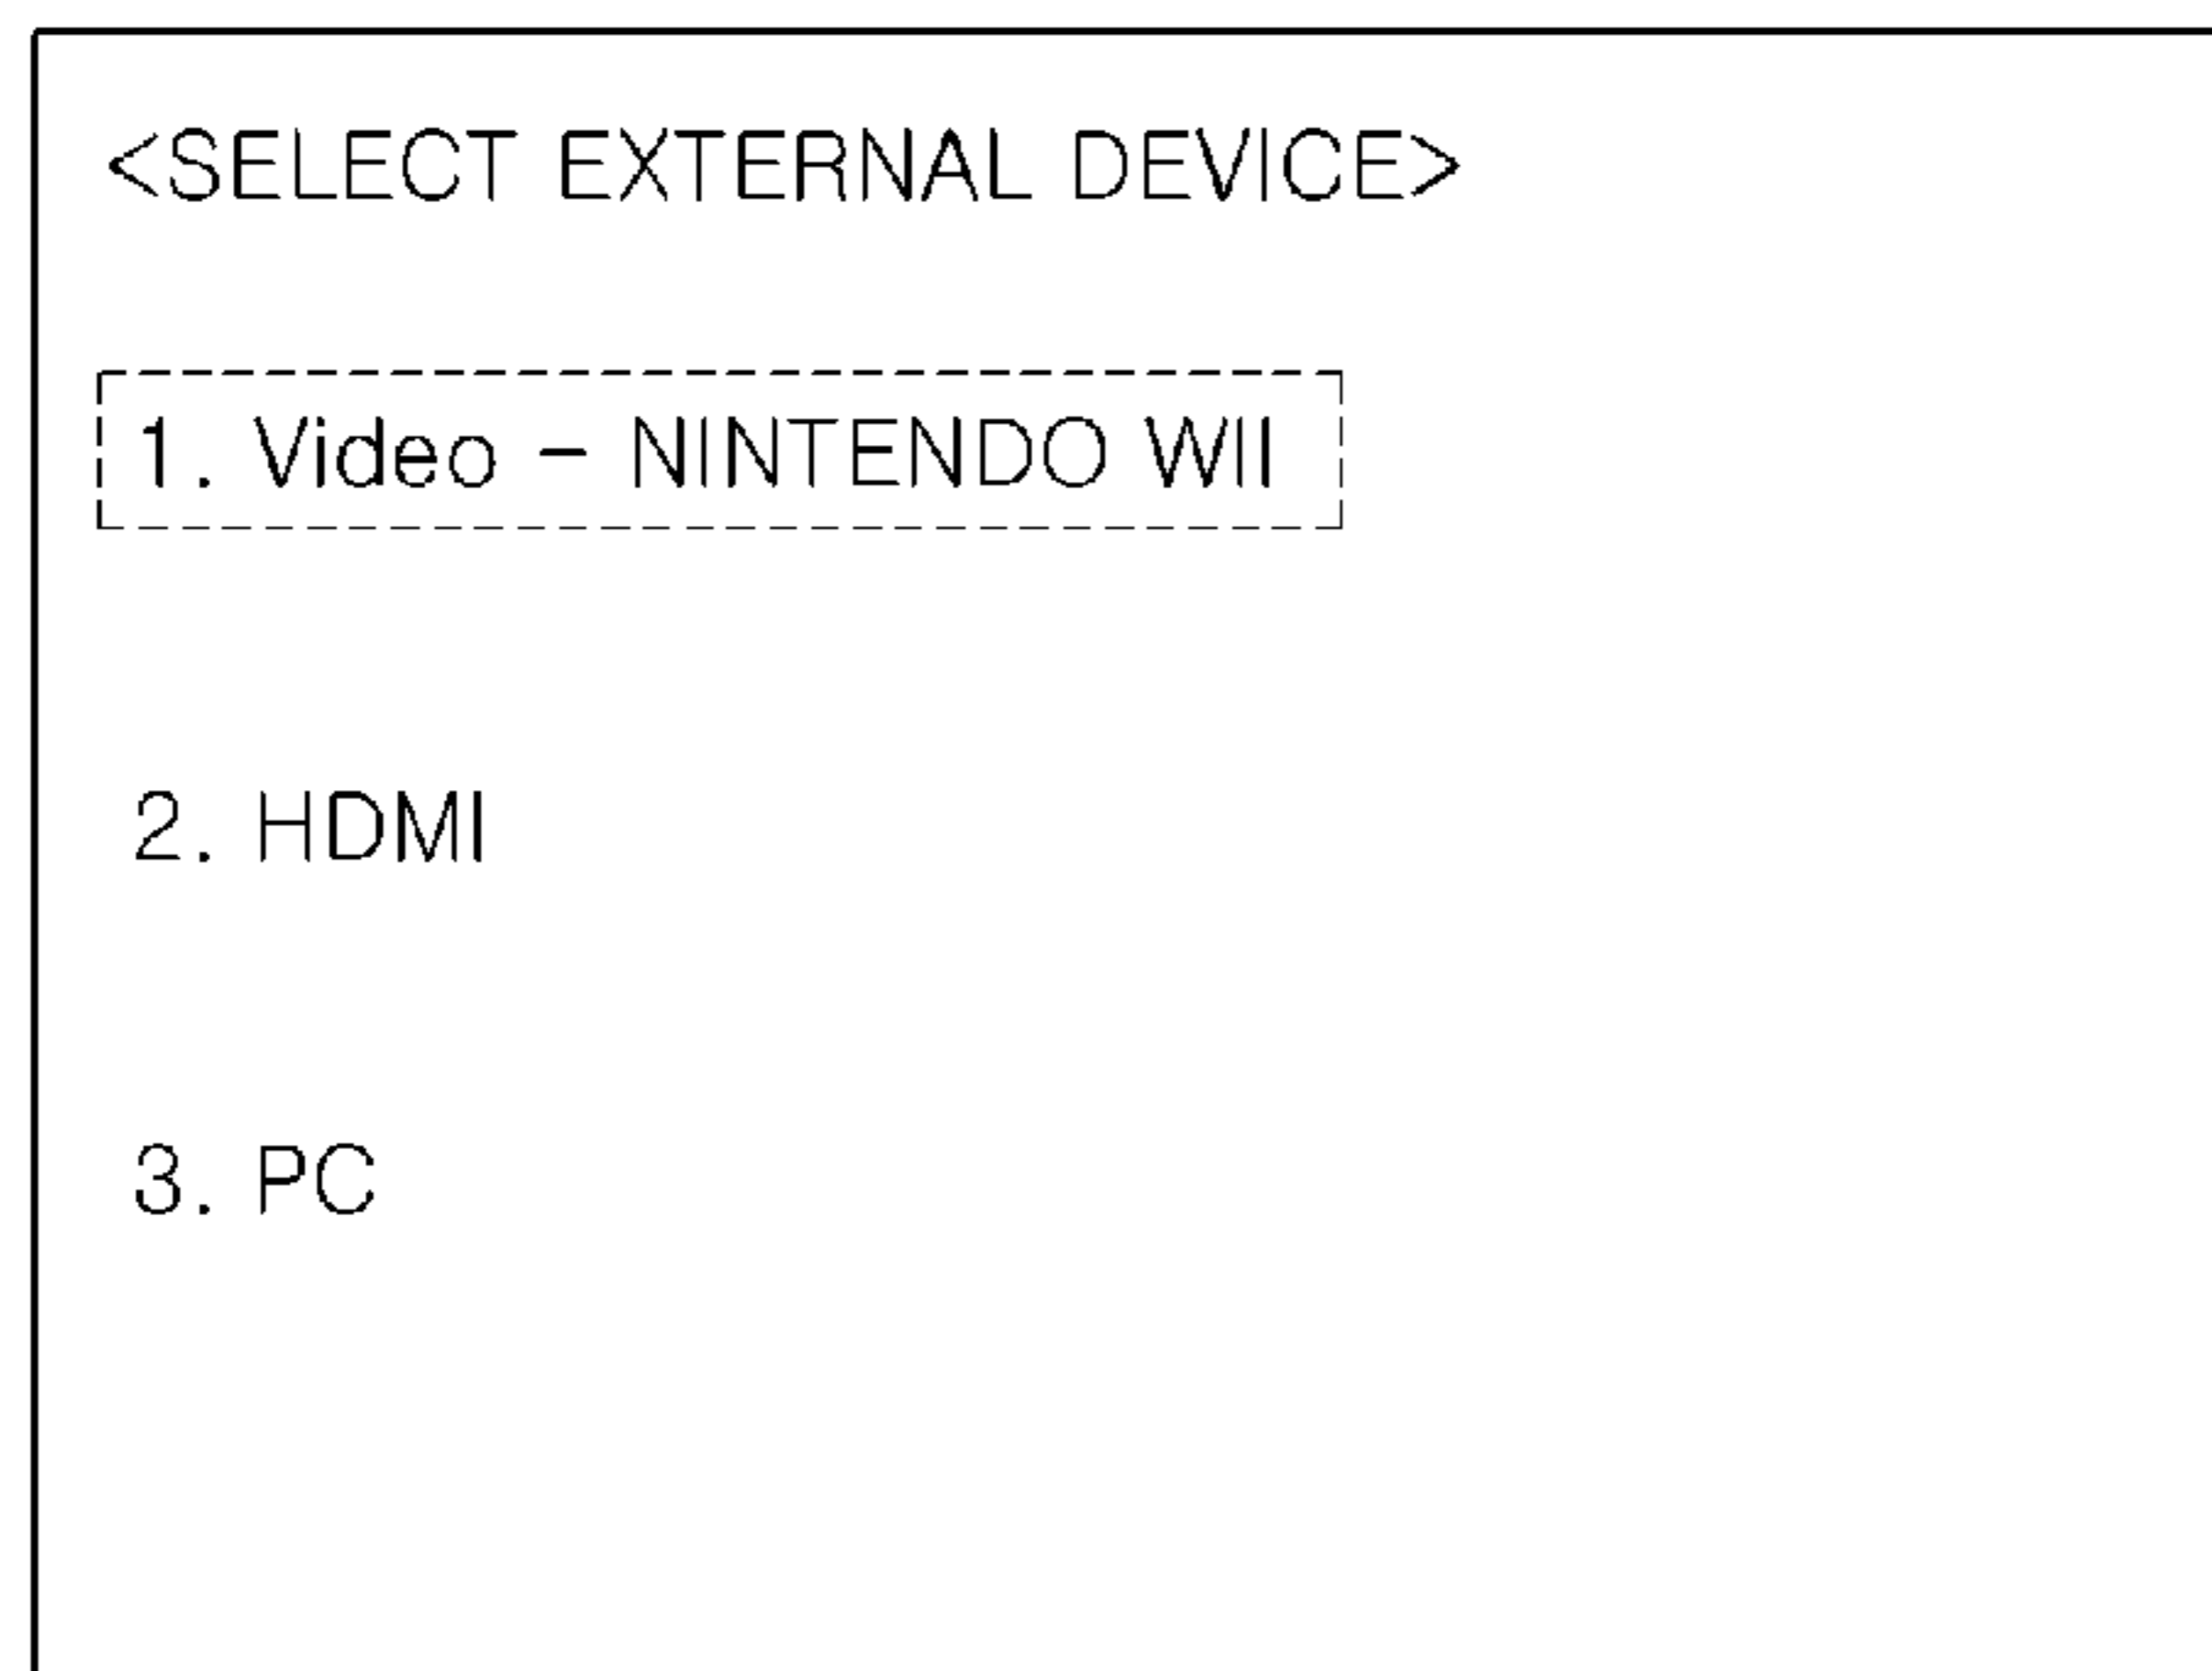 <SELECT EXTERNAL DEVICE>
1. Video - NINTENDO WII
2. HDMI
3. PC